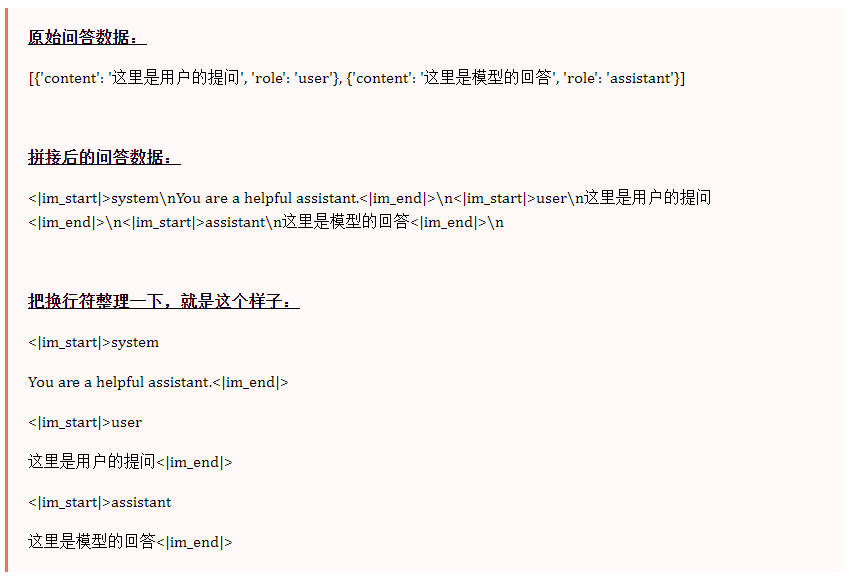 原始问答数据：
[{'content': '这里是用户的提问', 'role': 'user'}, {'content': '这里是模型的回答', 'role': 'assistant'}]
拼接后的问答数据：
<|im_start|>system\nYou are a helpful assistant.<|im_end|>\n<|im_start|>user\n这里是用户的提问
<|im_end|>\n<|im_start|>assistant\n这里是模型的回答<|im_end|>\n
把换行符整理一下，就是这个样子：
<|im_start|>system
You are a helpful assistant.<|im_end|>
<|im_start|>user
这里是用户的提问<|im_end|>
<|im_start|>assistant
这里是模型的回答<|im_end|>